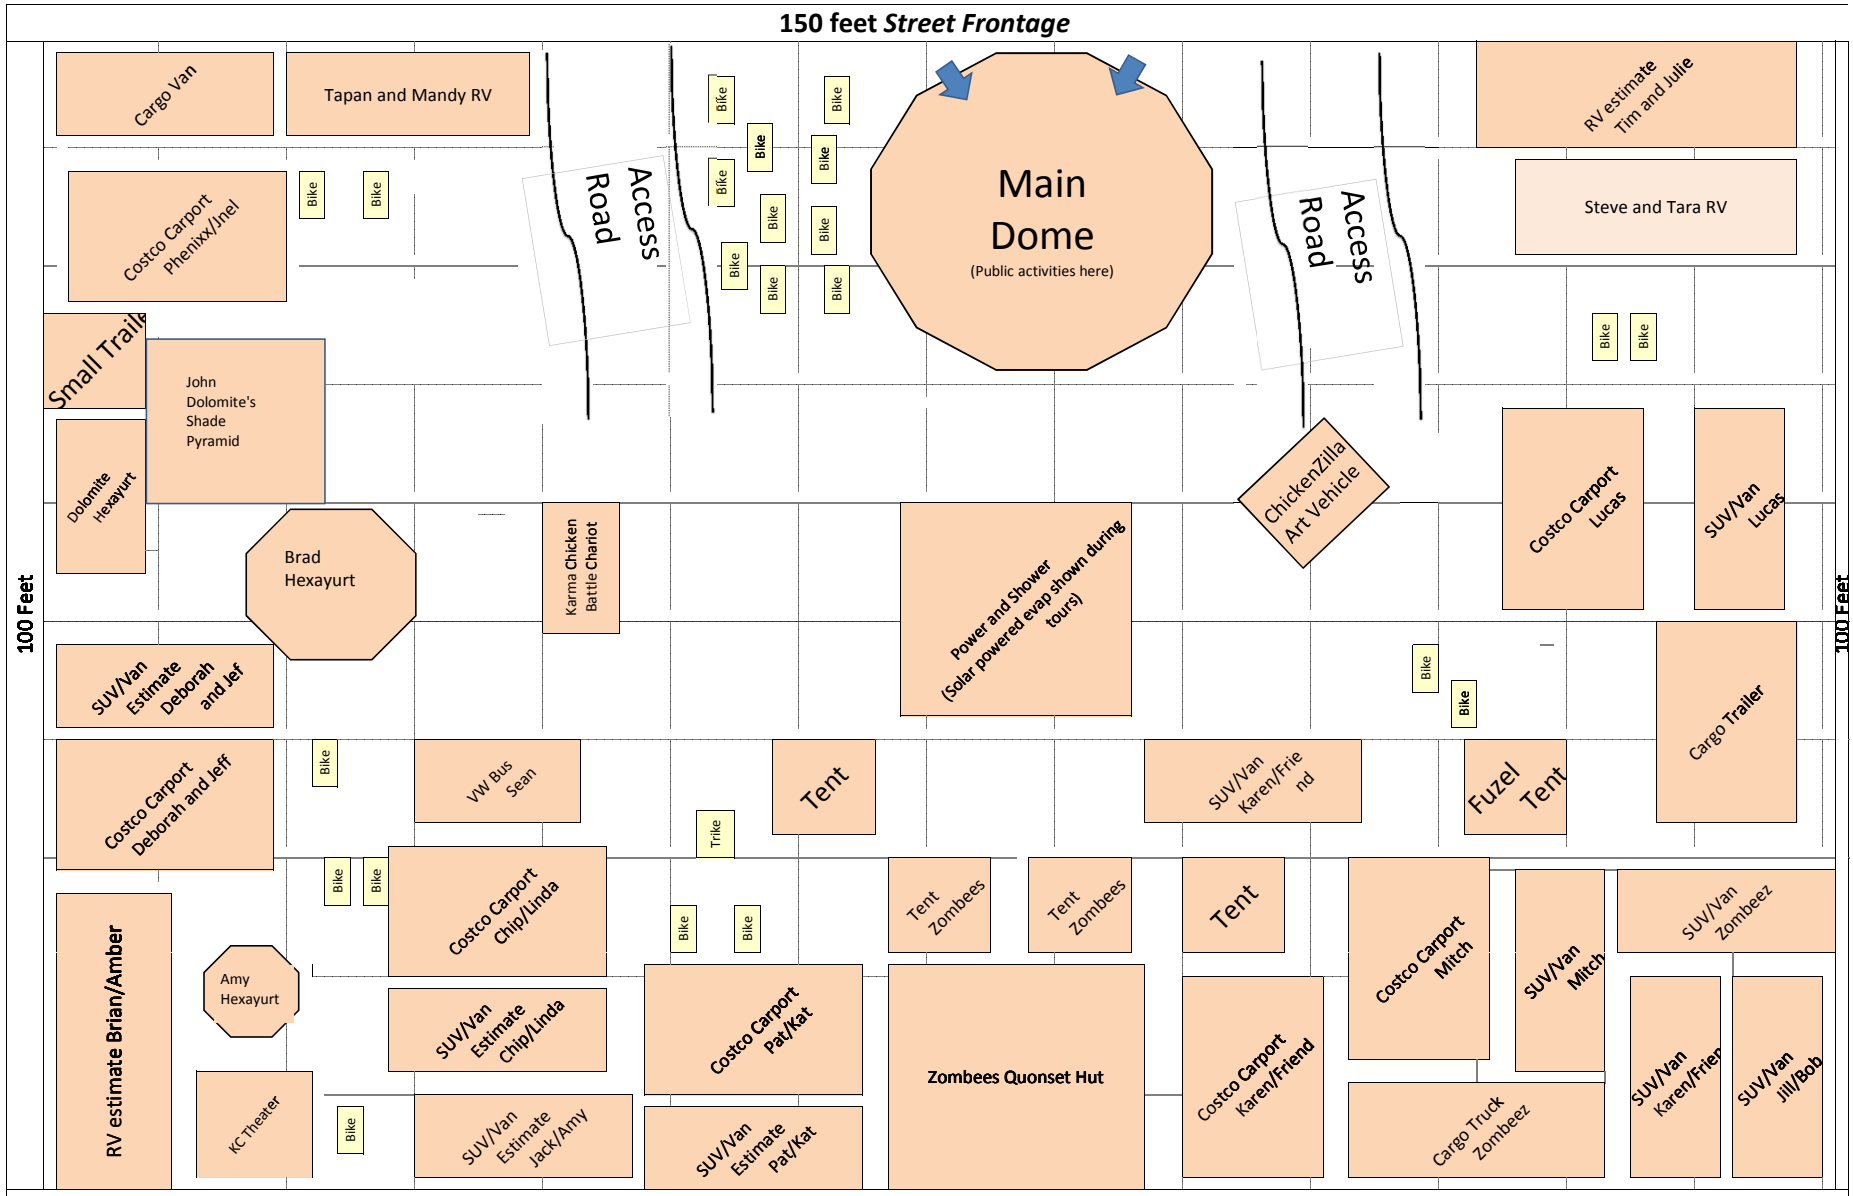 150 feet Street Frontage
Cargo Van
Tapan and Mandy RV
Bike
Bike
Bike
Bike
Bike
Bike
Bike
Bike
Bike
Bike
Bike
Main
Dome
(Public activities here)
RV estimate
Tim and Julie
Access
Road
Access
Road
Steve and Tara RV
Costco Carport
Phenixx/Jnel
Bike
Bike
Small Traile
John
Dolomite's
Shade
Pyramid
Bike
Bike
Dolomite
Hexayurt
ChickenZilla
Art Vehicle
Costco Carport
Lucas
SUV/Van
Lucas
100 Feet
Brad
Hexayurt
Karma Chicken
Battle Chariot
Power and Shower
(Solar powered evap shown during
tours)
100 Feet
SUV/Van
Estimate
Deborah
and Jef
Bike
Bike
Cargo Trailer
Costco Carport
Deborah and Jeff
Bike
VW Bus
Sean
Tent
SUV/Van
Karen/Frie
nd
Fuzel
Tent
Trike
Bike
Bike
Costco Carport
Chip/Linda
Bike
Bike
Tent
Zombees
Tent
Zombees
Tent
Costco Carport
Mitch
SUV/Van
Mitch
SUV/Van
Zombeez
RV estimate Brian/Amber
Amy
Hexayurt
SUV/Van
Estimate
Chip/Linda
Costco Carport
Pat/Kat
Zombees Quonset Hut
Costco Carport
Karen/Friend
SUV/Van
Karen/Frien
SUV/Van
Jill/Bob
KC Theater
Bike
SUV/Van
Estimate
Jack/Amy
SUV/Van
Estimate
Pat/Kat
Cargo Truck
Zombeez